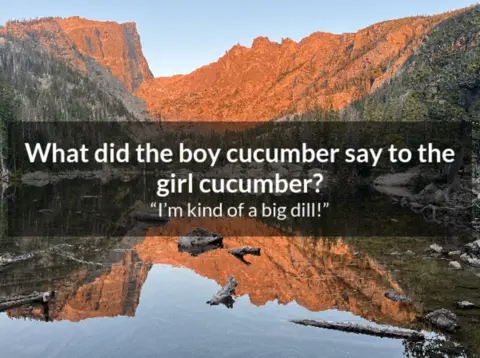 What did the boy cucumber say to the
girl cucumber?
“I’m kind of a big dill!”